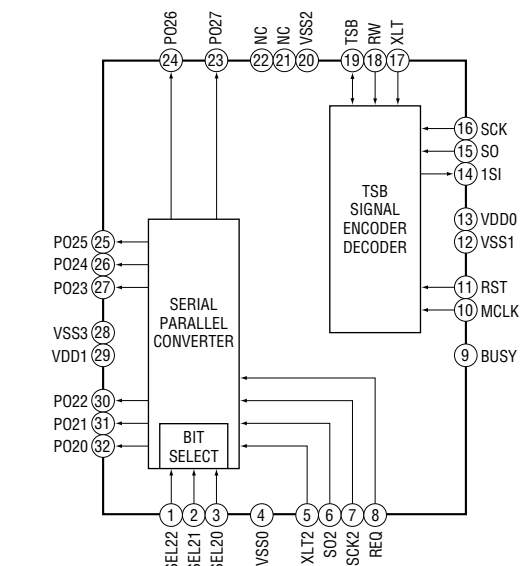 PO26
PO27
NC
NC
VSS2
TSB
RW
XLT
24
23
22
21
20
19
18
17
16 SCK
15 SO
14 1SI
TSB
SIGNAL
ENCODER
DECODER
13 VDD0
12 VSS1
PO25 25
PO24 26
PO23 27
11 RST
10 MCLK
SERIAL
PARALLEL
CONVERTER
VSS3 28
VDD1 29
9 BUSY
PO22 30
PO21 31
PO20 32
BIT
SELECT
1
2
3
4
5
6
7
8
SEL22
SEL21
SEL20
VSS0
XLT2
SO2
SCK2
REQ